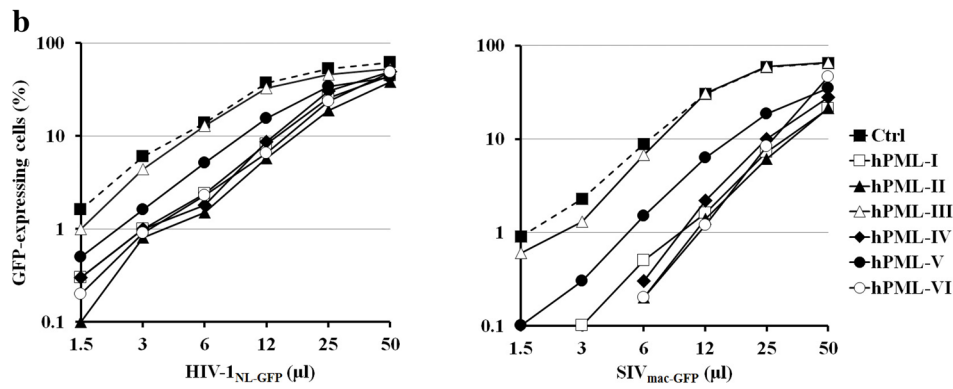 b
GFP-expressing cells (%)
100
10
1
0.1
1.5 3 6 12 25 50
HIV-1NL-GFP (µl)
100
10
1
0.1
1.5 3 6 12 25 50
SIVmac-GFP (µl)
Ctrl
hPML-I
hPML-II
hPML-III
hPML-IV
hPML-V
hPML-VI